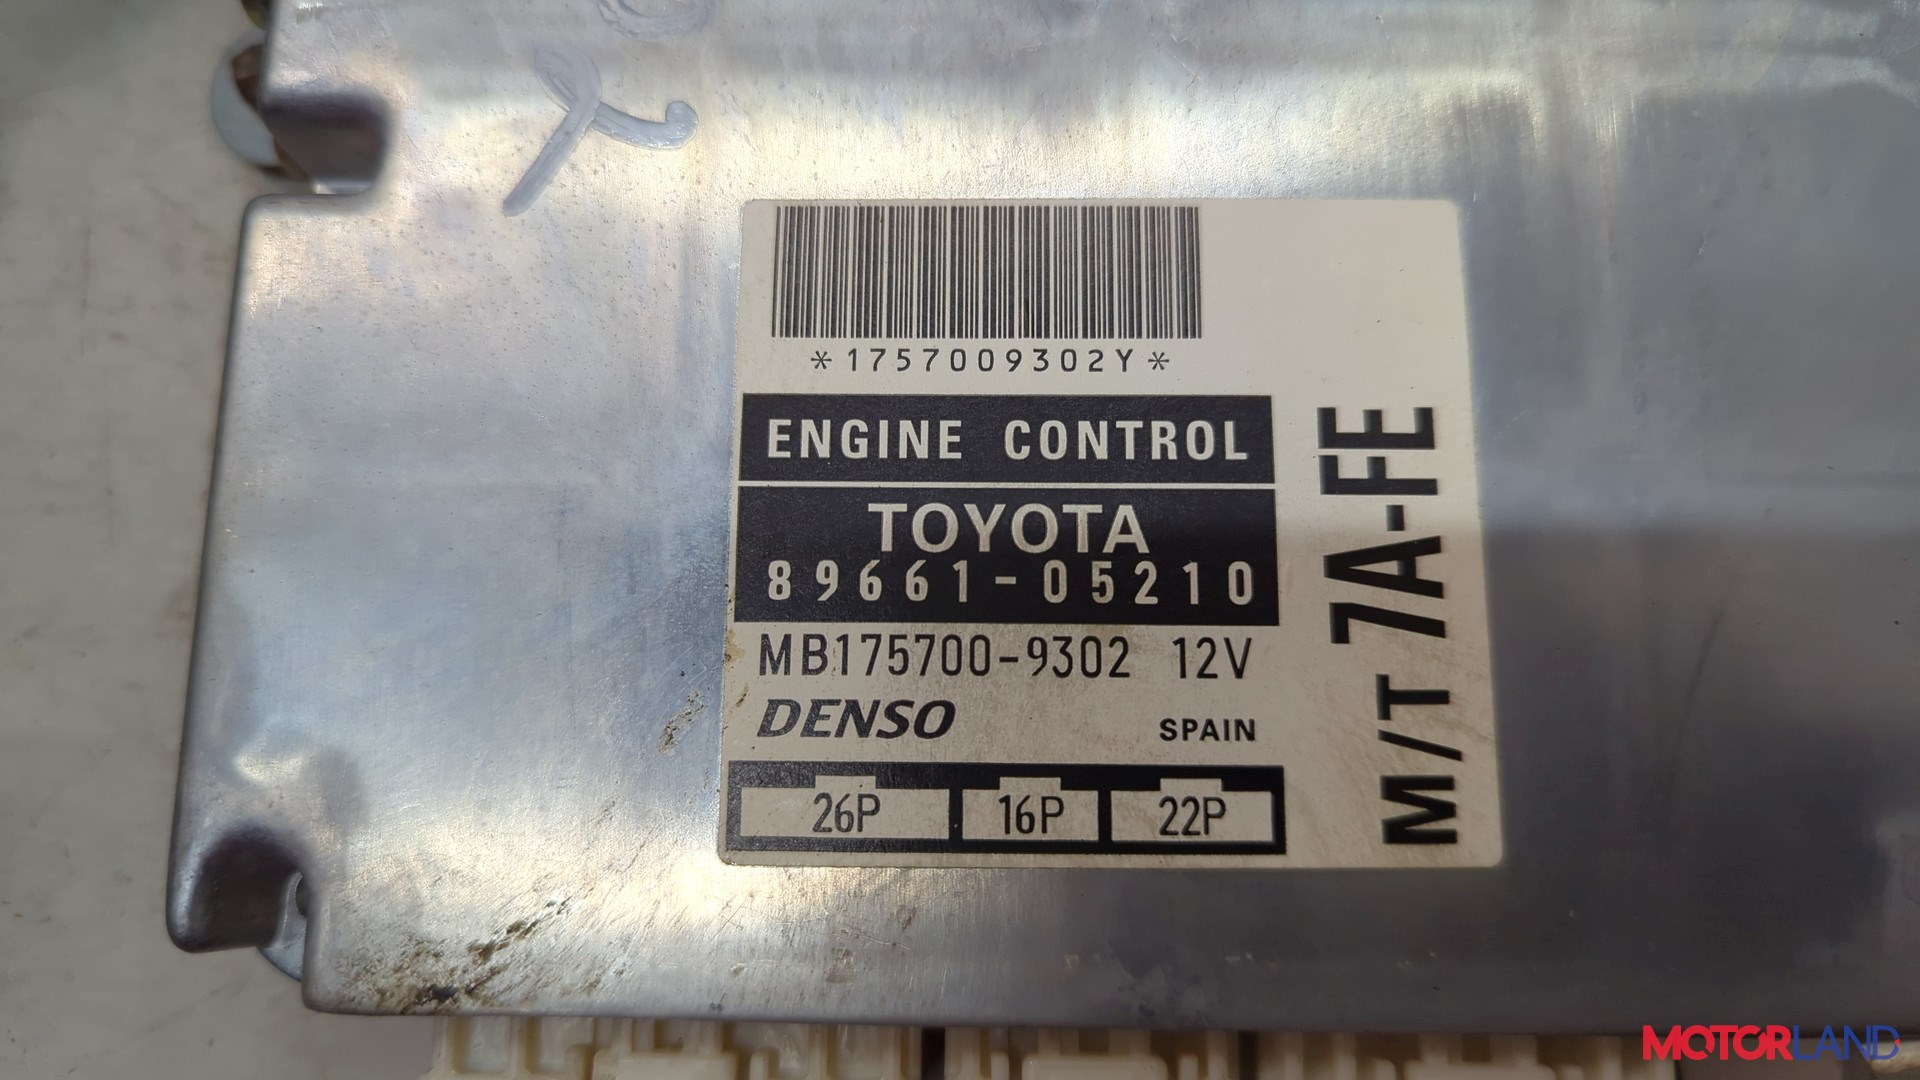 *1757009302Y*
ENGINE CONTROL
TOYOTA
89661-05210
MB175700-9302 12V
DENSO SPAIN
26P 16P 22P
M/T 7A-FE
MOTORLAND